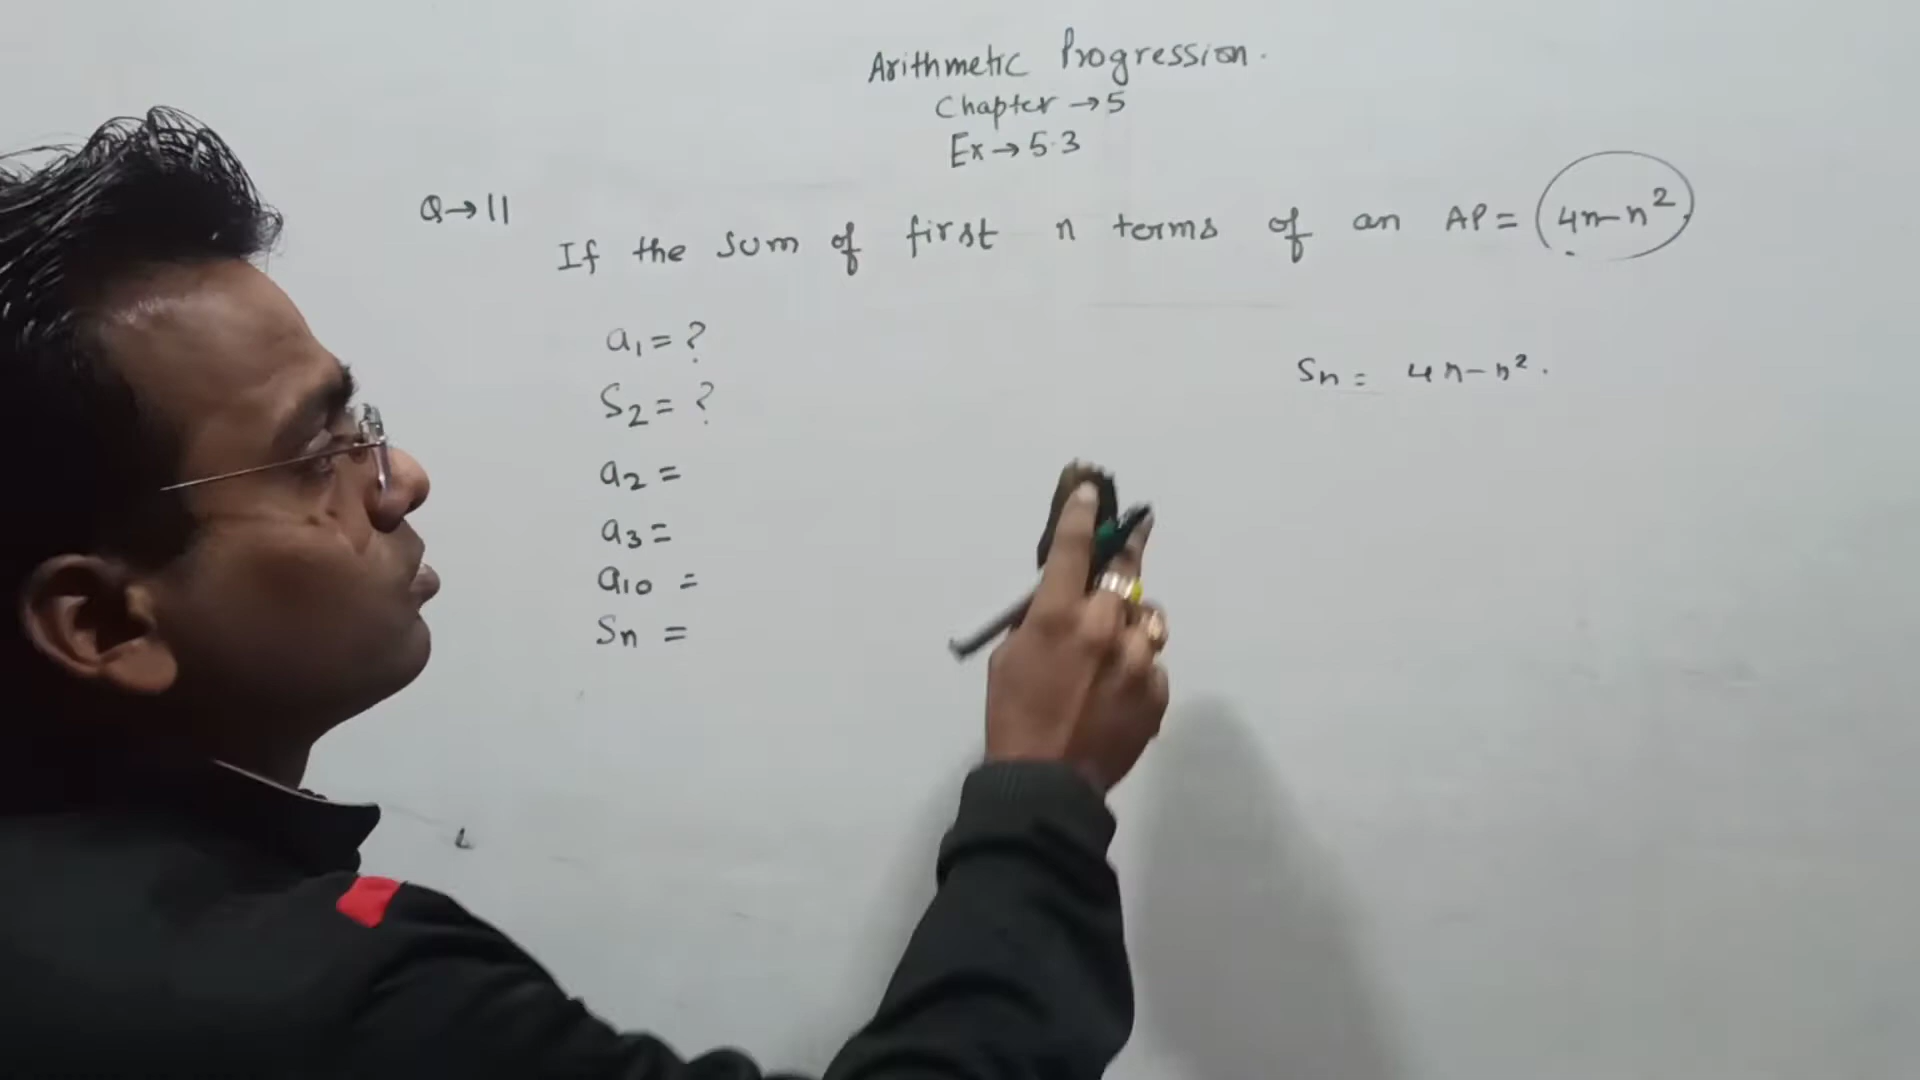 Arithmetic Progression.
Chapter → 5
Ex → 5.3
Q → 11
If the sum of first n terms of an AP = 4n-n²,
a₁ = ?
Sn = 4n-n².
S₂ = ?
a₂ =
a₃ =
a₁₀ =
Sn =